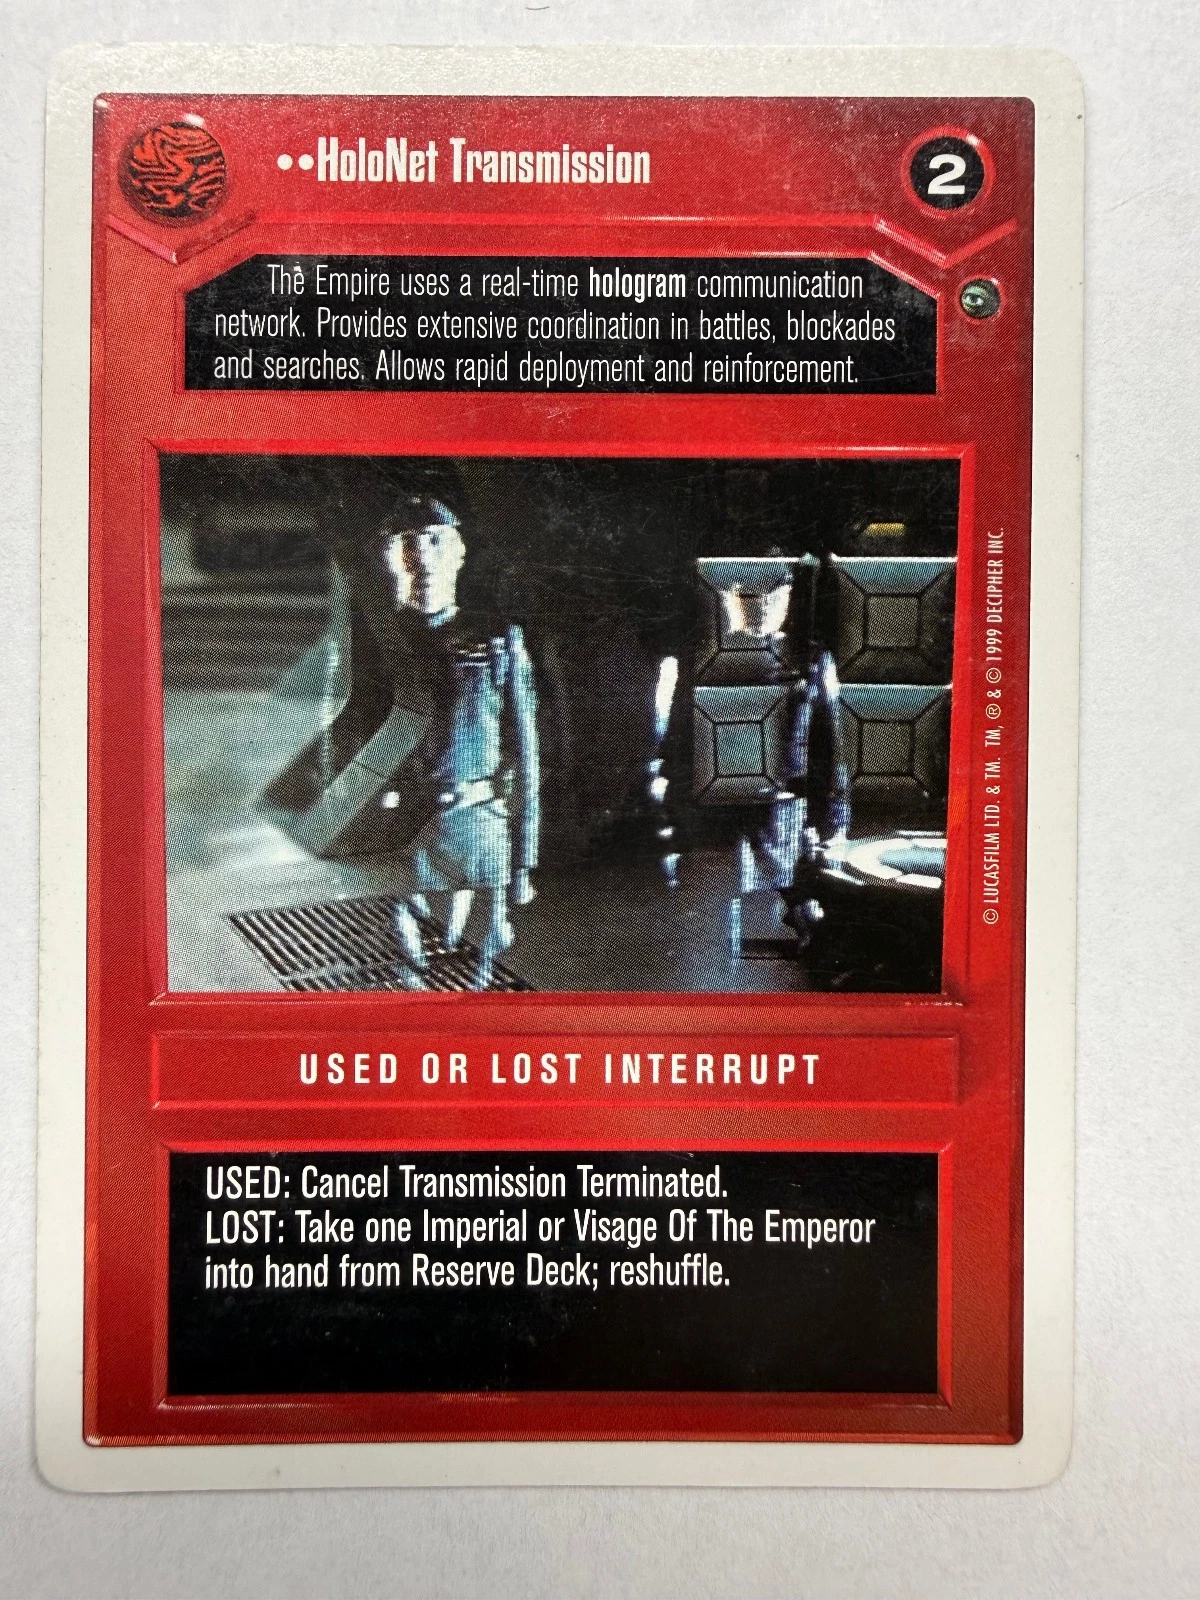 ••HoloNet Transmission
2
The Empire uses a real-time hologram communication
network. Provides extensive coordination in battles, blockades
and searches. Allows rapid deployment and reinforcement.
© LUCASFILM LTD. & TM. TM, ® & © 1999 DECIPHER INC.
USED OR LOST INTERRUPT
USED: Cancel Transmission Terminated.
LOST: Take one Imperial or Visage Of The Emperor
into hand from Reserve Deck; reshuffle.